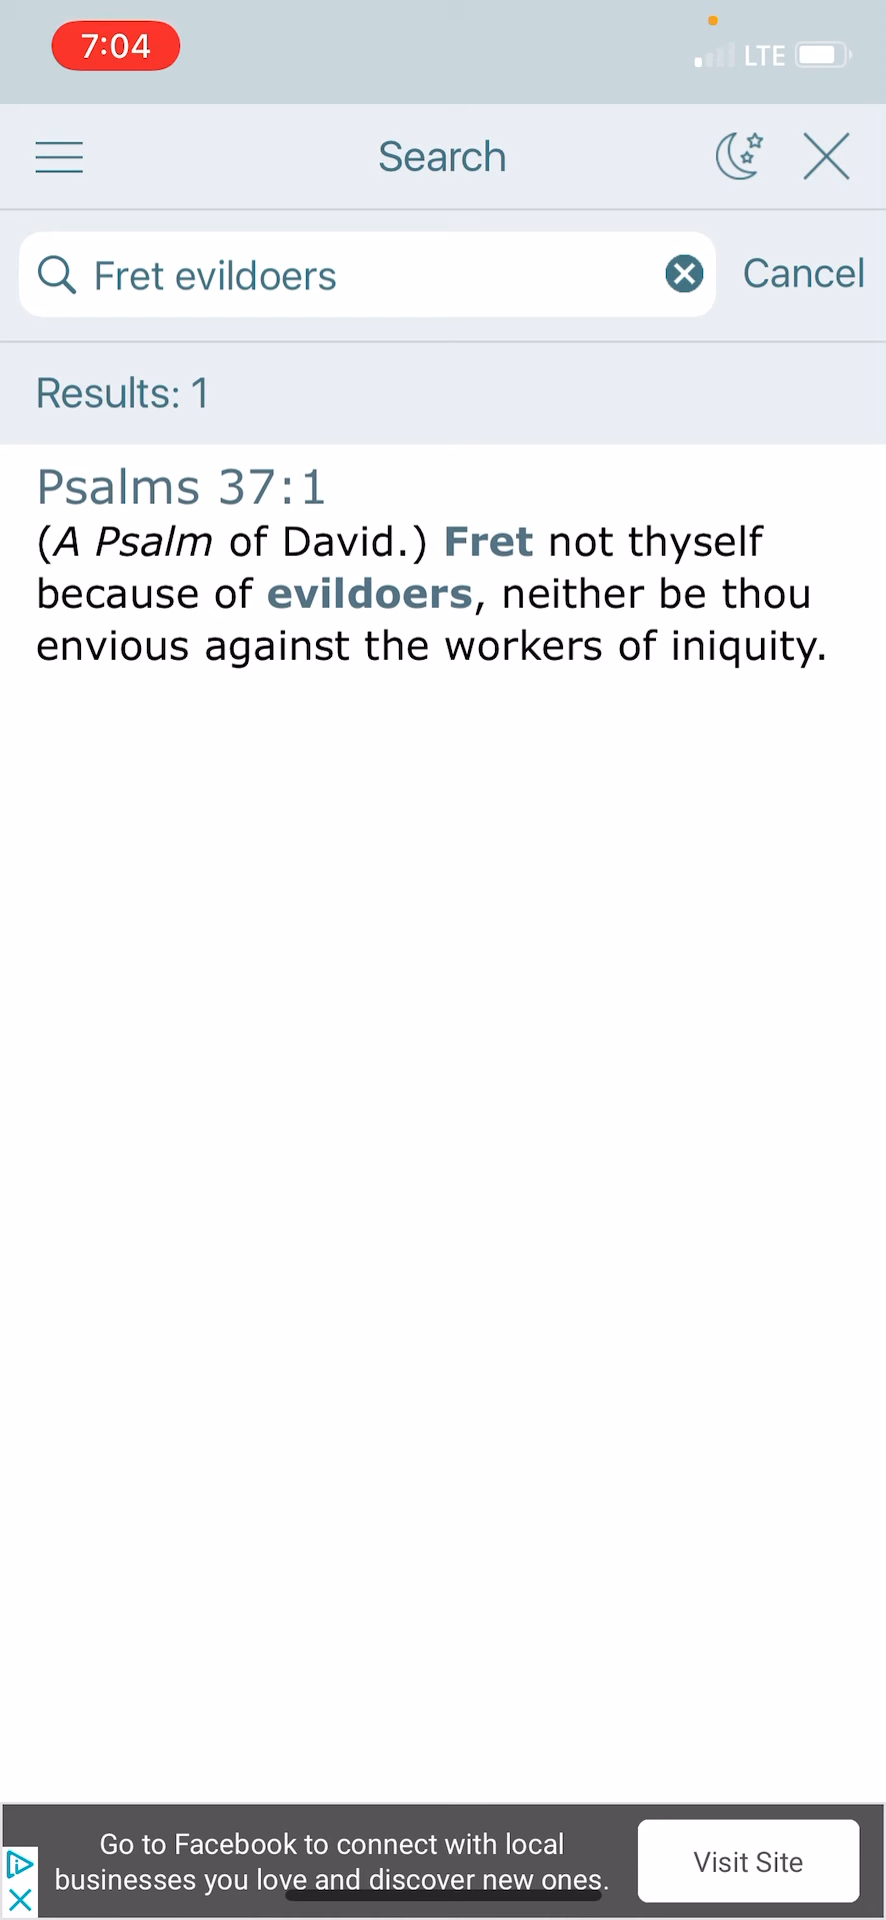 7:04
LTE
Search
Fret evildoers
Cancel
Results: 1
Psalms 37:1
(A Psalm of David.) Fret not thyself
because of evildoers, neither be thou
envious against the workers of iniquity.
Go to Facebook to connect with local
businesses you love and discover new ones.
Visit Site